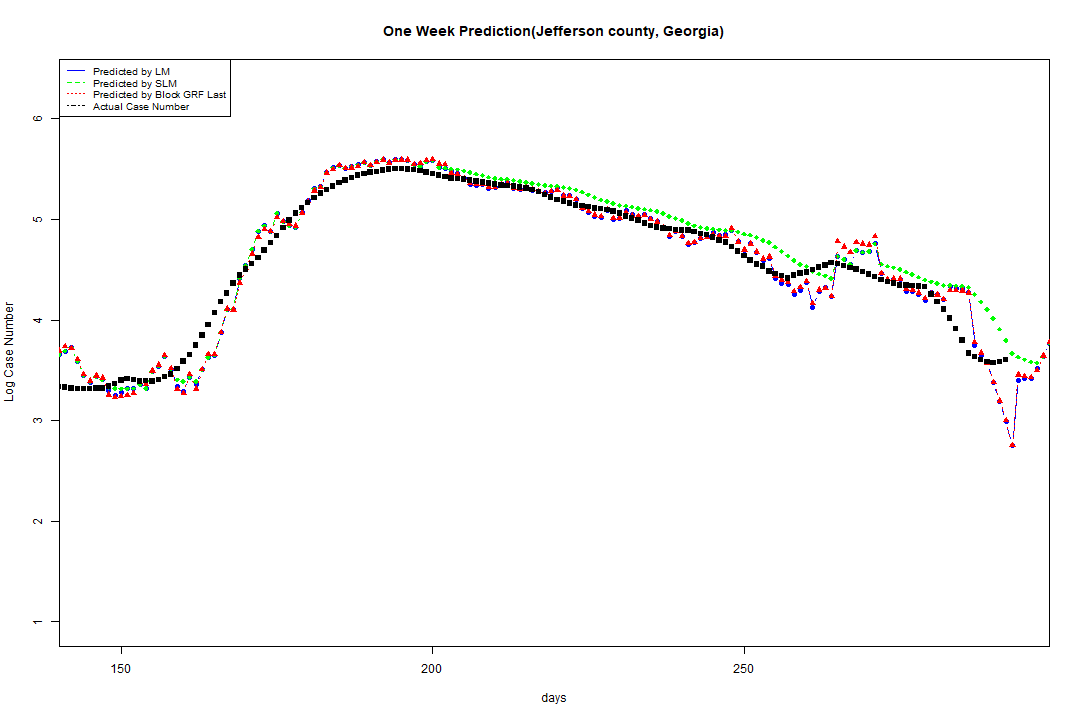 One Week Prediction(Jefferson county, Georgia)
Predicted by LM
Predicted by SLM
Predicted by Block GRF Last
Actual Case Number
6
5
4
3
2
1
Log Case Number
150
200
250
days